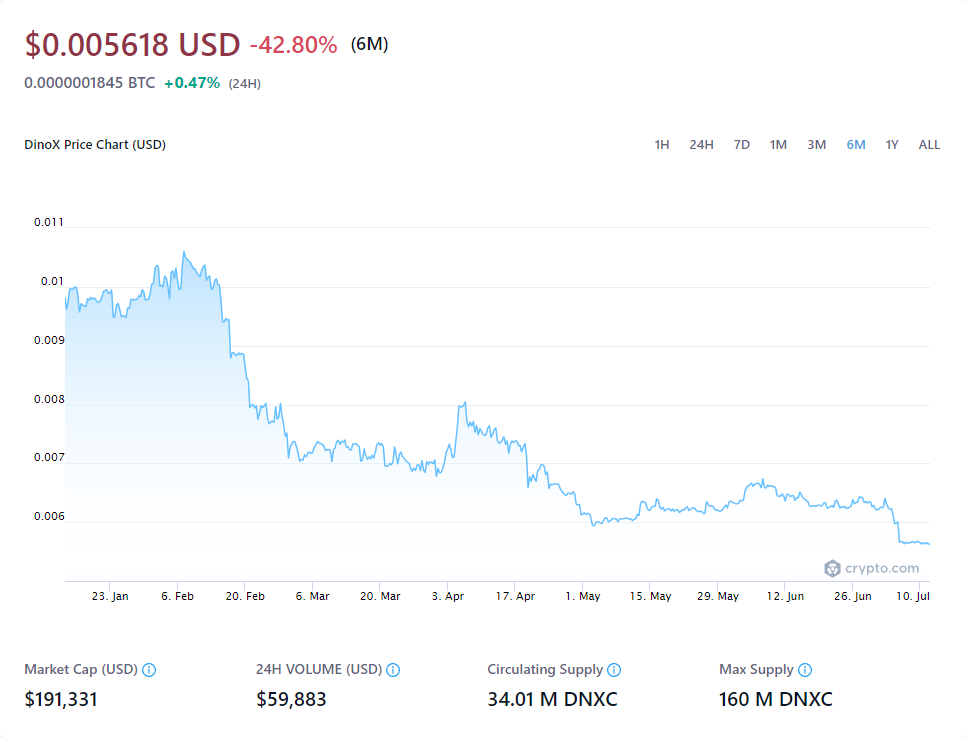 $0.005618 USD -42.80% (6M)
0.0000001845 BTC +0.47% (24H)
DinoX Price Chart (USD) 1H 24H 7D 1M 3M 6M 1Y ALL
0.011
0.01
0.009
0.008
0.007
0.006
crypto.com
23. Jan 6. Feb 20. Feb 6. Mar 20. Mar 3. Apr 17. Apr 1. May 15. May 29. May 12. Jun 26. Jun 10. Jul
Market Cap (USD) 24H VOLUME (USD) Circulating Supply Max Supply
$191,331 $59,883 34.01 M DNXC 160 M DNXC